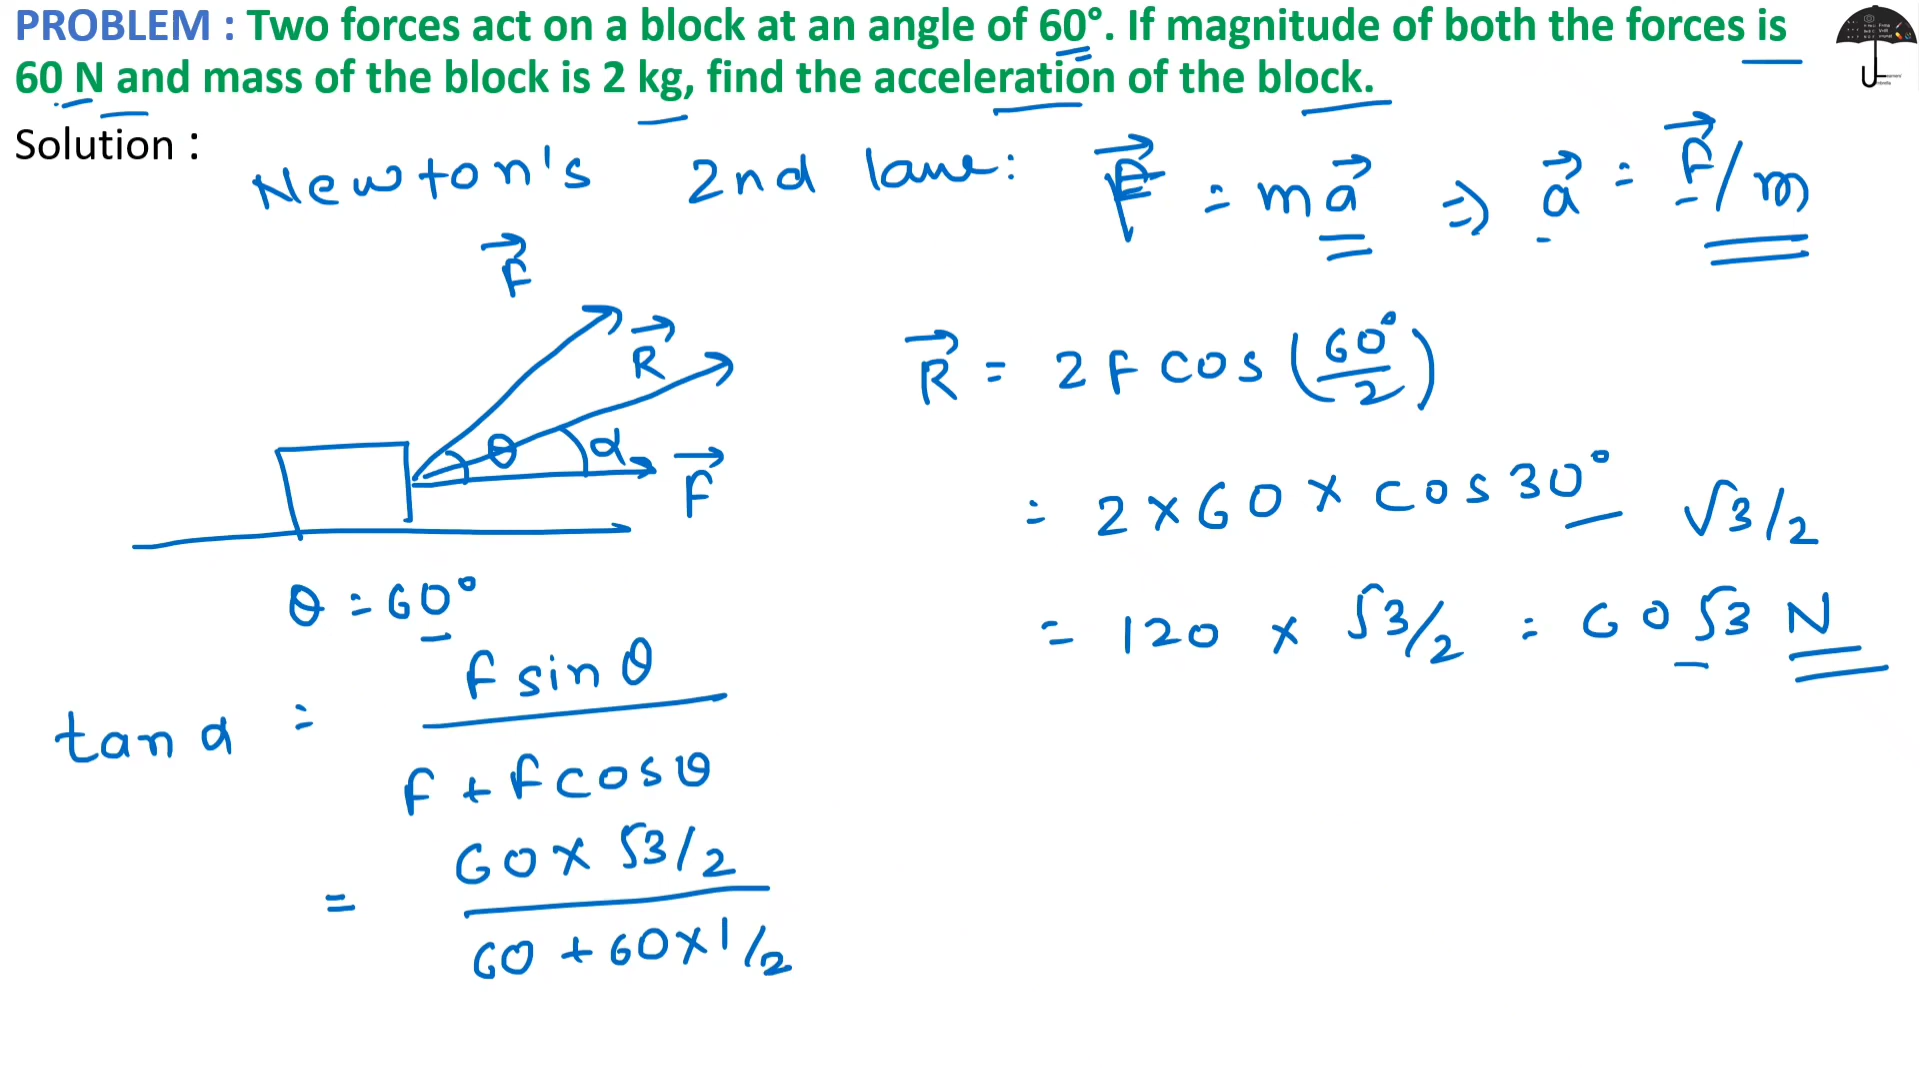 PROBLEM : Two forces act on a block at an angle of 60°. If magnitude of both the forces is
60 N and mass of the block is 2 kg, find the acceleration of the block.
Solution :
Newton's 2nd law: F⃗ = m a⃗ ⇒ a⃗ = F⃗/m
F⃗
R⃗
θ α F⃗
θ = 60°
tan α = F sin θ / F + F cos θ
= 60 × √3/2 / 60 + 60 × 1/2
R⃗ = 2 F cos (60°/2)
= 2 × 60 × cos 30° √3/2
= 120 × √3/2 = 60 √3 N